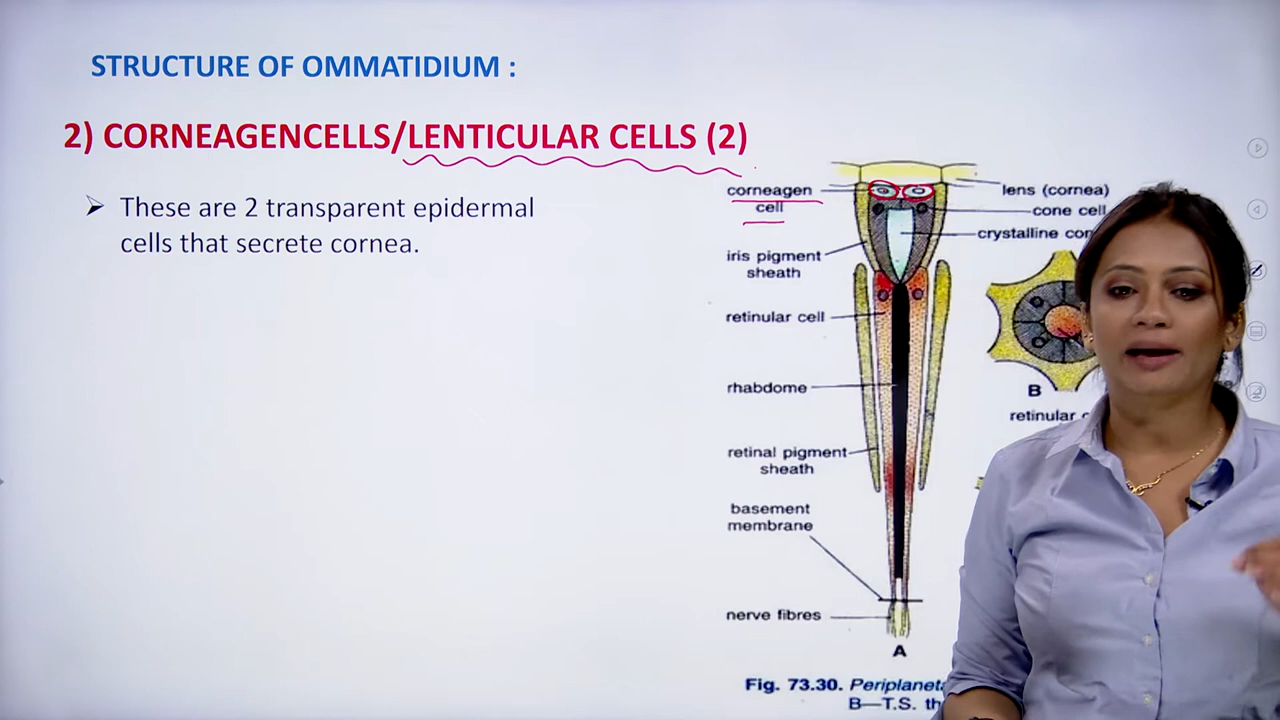 STRUCTURE OF OMMATIDIUM :
2) CORNEAGENCELLS/LENTICULAR CELLS (2)
➢ These are 2 transparent epidermal
cells that secrete cornea.
corneagen
cell
iris pigment
sheath
retinular cell
rhabdome
retinal pigment
sheath
basement
membrane
nerve fibres
lens (cornea)
cone cell
crystalline
B
retinular
A
Fig. 73.30. Periplaneta
B—T.S.